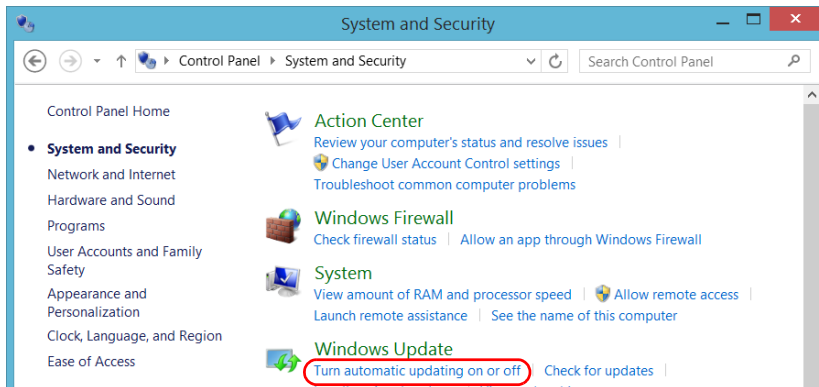 System and Security
Control Panel System and Security
Search Control Panel
Control Panel Home
System and Security
Network and Internet
Hardware and Sound
Programs
User Accounts and Family
Safety
Appearance and
Personalization
Clock, Language, and Region
Ease of Access
Action Center
Review your computer's status and resolve issues
Change User Account Control settings
Troubleshoot common computer problems
Windows Firewall
Check firewall status Allow an app through Windows Firewall
System
View amount of RAM and processor speed Allow remote access
Launch remote assistance See the name of this computer
Windows Update
Turn automatic updating on or off Check for updates